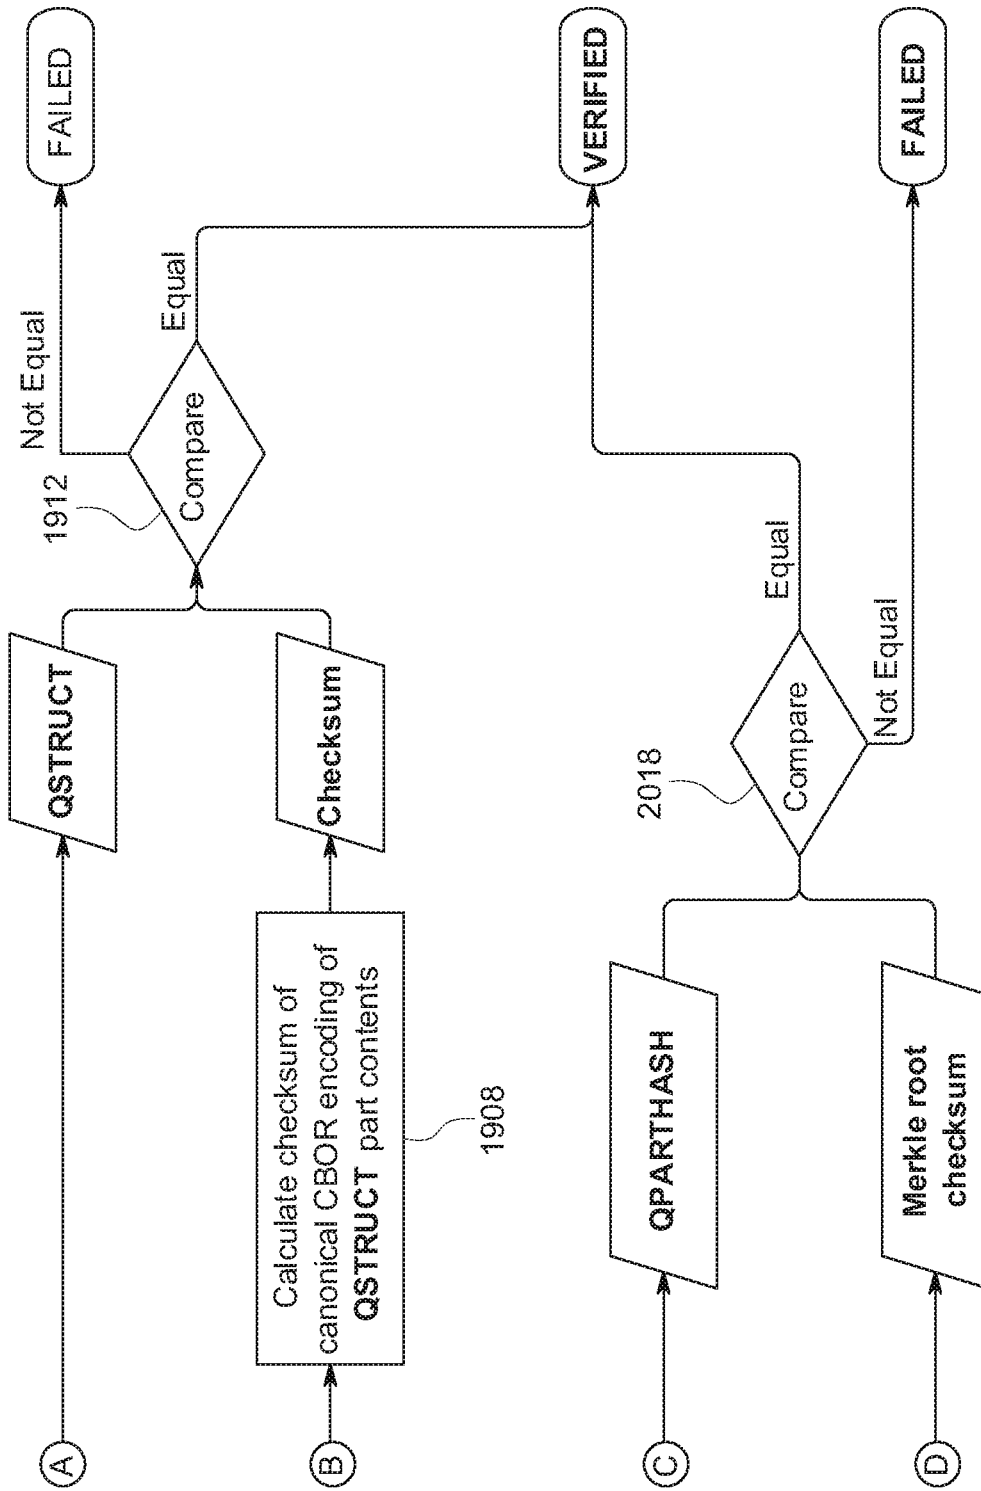 A
QSTRUCT
1912
Compare
Not Equal
FAILED
Equal
B
Calculate checksum of
canonical CBOR encoding of
QSTRUCT part contents
1908
Checksum
VERIFIED
C
QPARTHASH
2018
Compare
Equal
Not Equal
FAILED
D
Merkle root
checksum